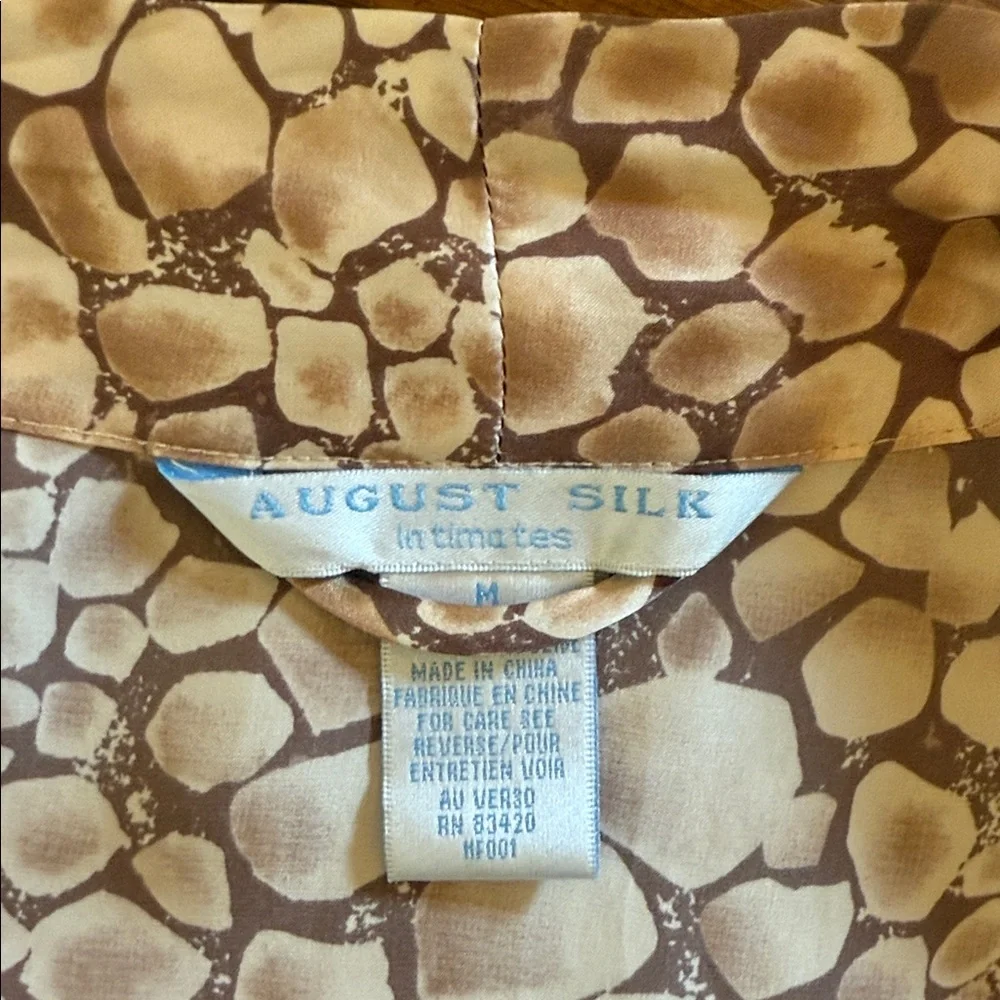 AUGUST SILK
Intimates
M
MADE IN CHINA
FABRIQUE EN CHINE
FOR CARE SEE
REVERSE/POUR
ENTRETIEN VOIR
AU VERSO
RN 83420
HF001